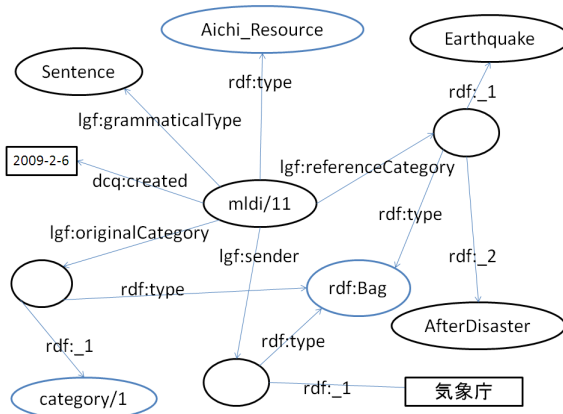 Aichi_Resource
Earthquake
Sentence
rdf:type
rdf:_1
lgf:grammaticalType
2009-2-6
lgf:referenceCategory
dcq:created
mldi/11
rdf:type
lgf:originalCategory
lgf:sender
rdf:_2
rdf:type
rdf:Bag
AfterDisaster
rdf:_1
rdf:type
category/1
rdf:_1
気象庁